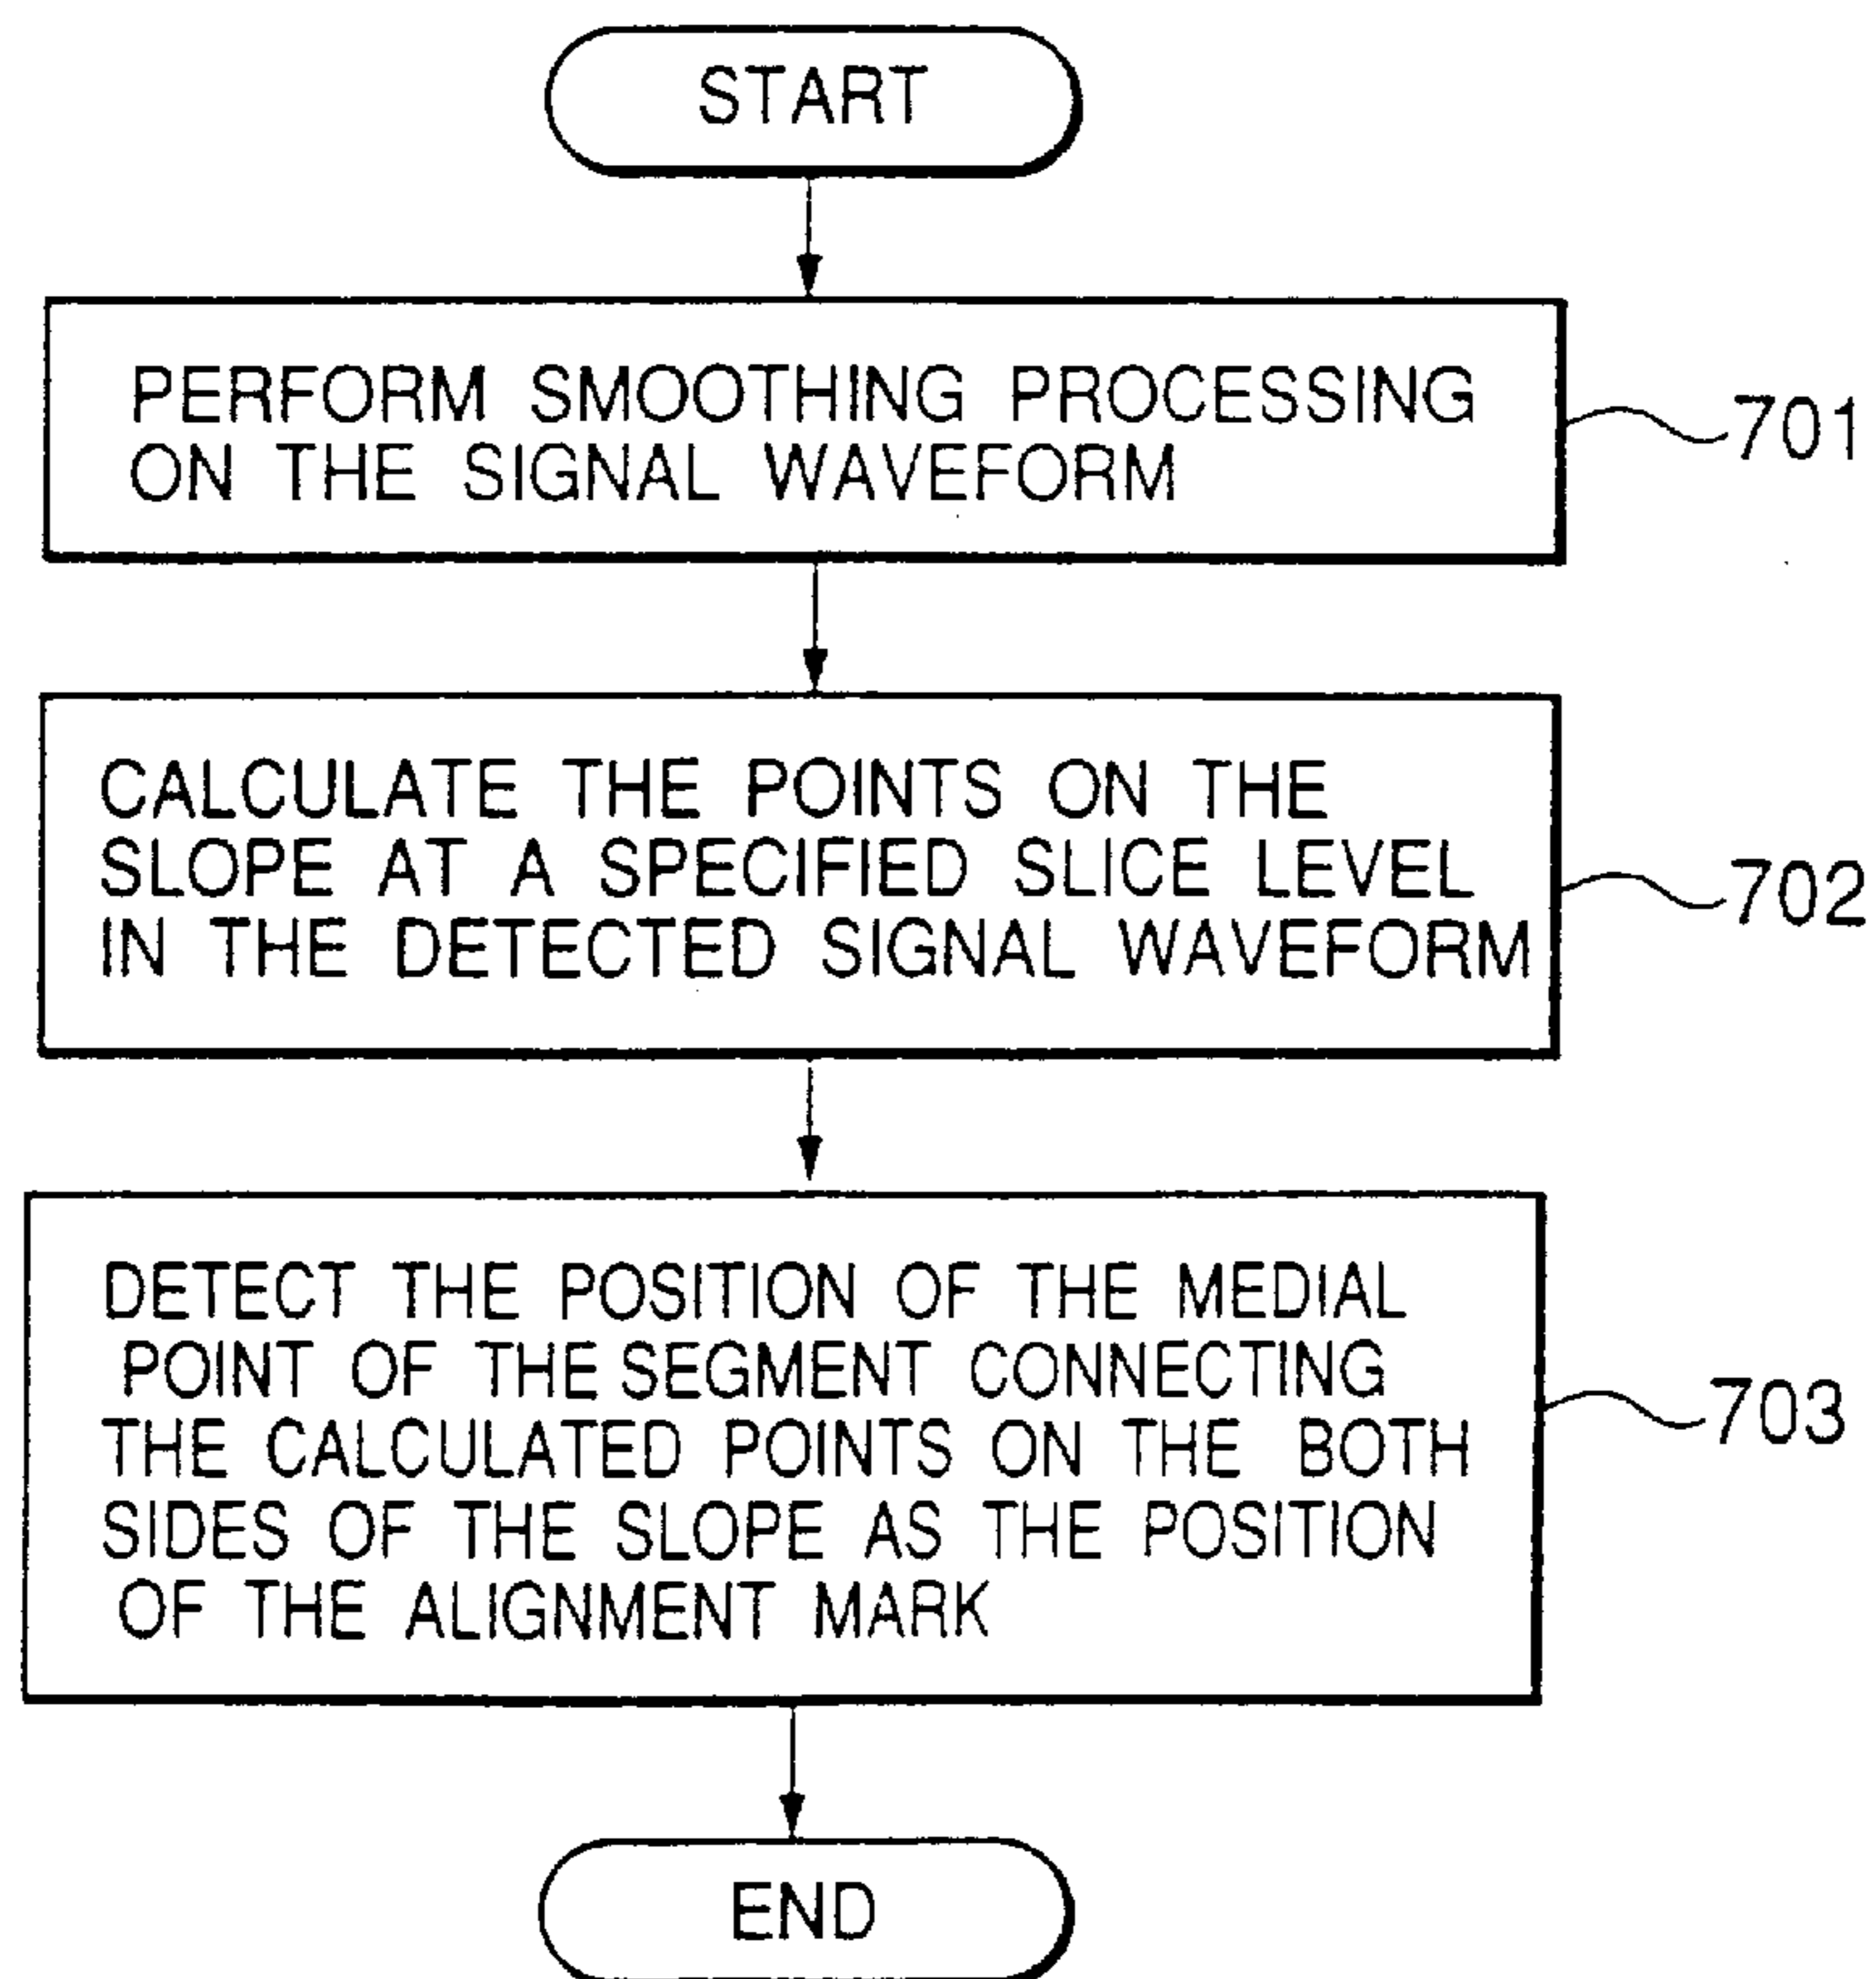 START
PERFORM SMOOTHING PROCESSING
ON THE SIGNAL WAVEFORM
701
CALCULATE THE POINTS ON THE
SLOPE AT A SPECIFIED SLICE LEVEL
IN THE DETECTED SIGNAL WAVEFORM
702
DETECT THE POSITION OF THE MEDIAL
POINT OF THE SEGMENT CONNECTING
THE CALCULATED POINTS ON THE BOTH
SIDES OF THE SLOPE AS THE POSITION
OF THE ALIGNMENT MARK
703
END